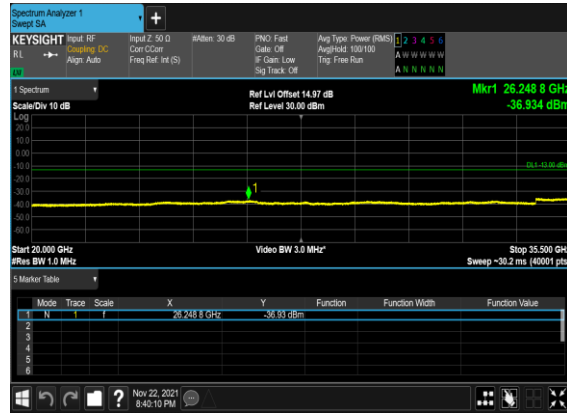 Spectrum Analyzer 1
Swept SA
+
KEYSIGHT Input: RF Input Z: 50 Ω #Atten: 30 dB PNO: Fast Avg Type: Power (RMS) 1 2 3 4 5 6
RL Coupling: DC Corr CCorr Gate: Off Avg|Hold: 100/100 A W W W W W
Align: Auto Freq Ref: Int (S) IF Gain: Low Trig: Free Run A N N N N N
Sig Track: Off
1 Spectrum Ref Lvl Offset 14.97 dB Mkr1 26.248 8 GHz
Scale/Div 10 dB Ref Level 30.00 dBm -36.934 dBm
Log
20.0
10.0
0.00
-10.0 DL1 -13.00 dBm
-20.0
-30.0 1
-40.0
-50.0
-60.0
Start 20.000 GHz Video BW 3.0 MHz* Stop 35.500 GHz
#Res BW 1.0 MHz Sweep ~30.2 ms (40001 pts
5 Marker Table
Mode Trace Scale X Y Function Function Width Function Value
1 N 1 f 26.248 8 GHz -36.93 dBm
2
3
4
5
6
? Nov 22, 2021
8:40:10 PM